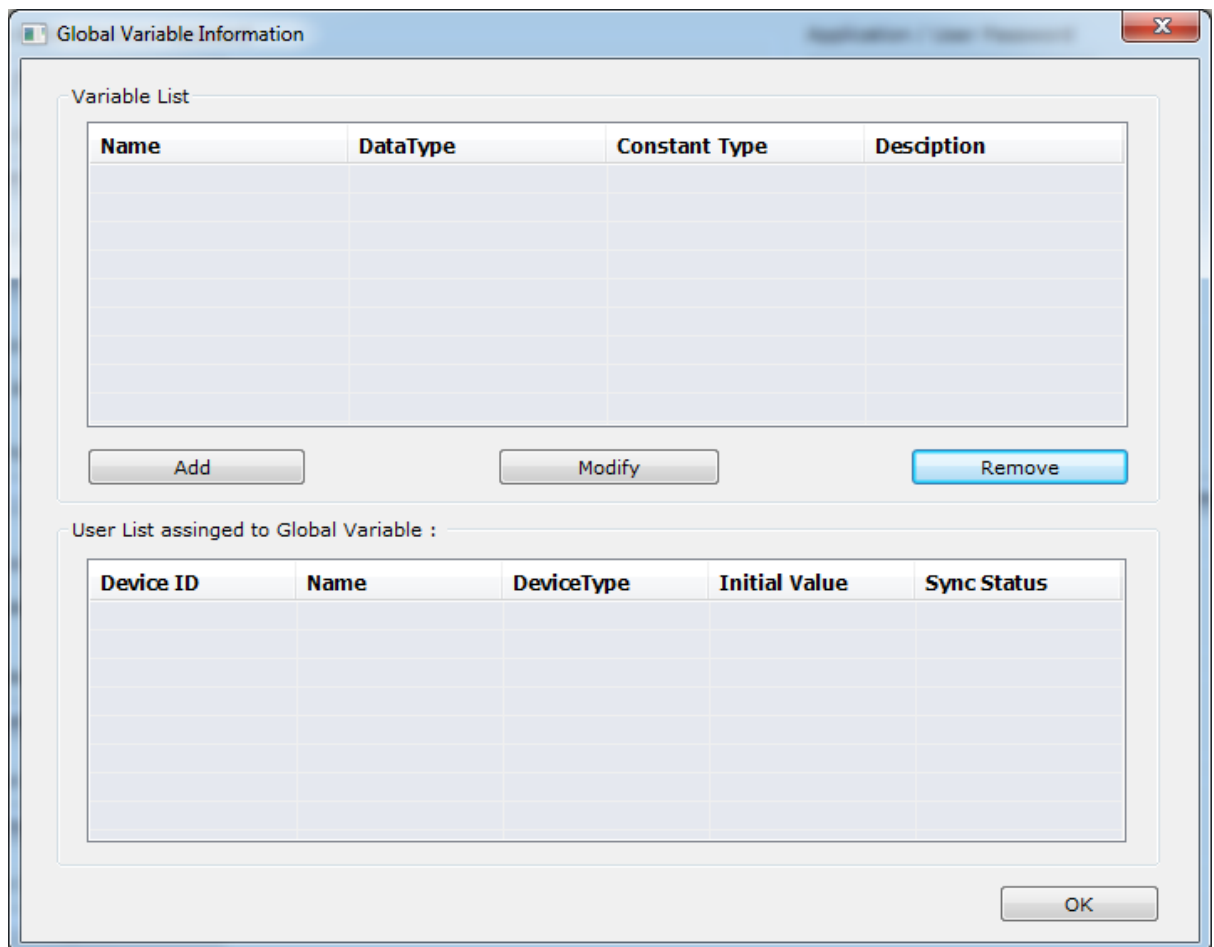 Global Variable Information
Variable List
Name DataType Constant Type Desciption
Add Modify Remove
User List assinged to Global Variable :
Device ID Name DeviceType Initial Value Sync Status
OK